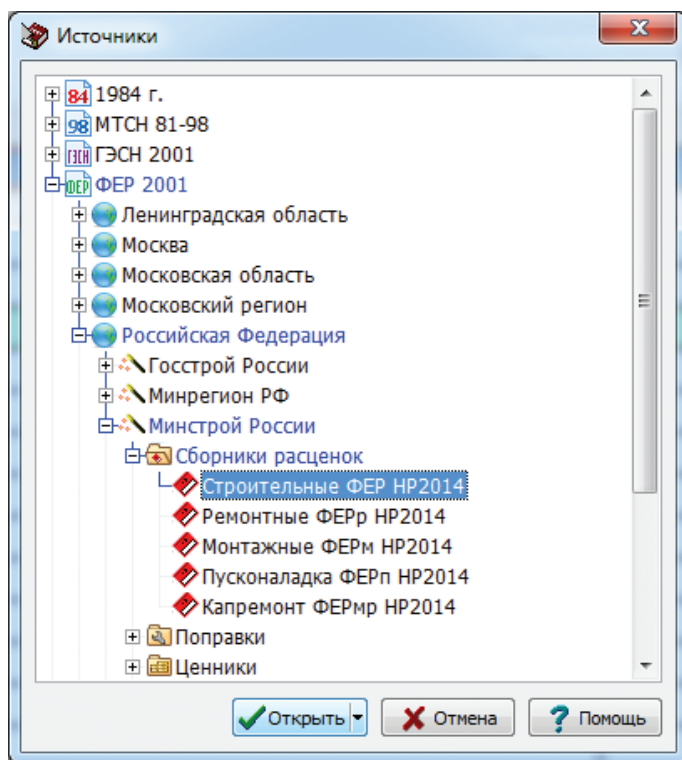 Источники
84 1984 г.
98 МТСН 81-98
ГЭСН ГЭСН 2001
ФЕР ФЕР 2001
Ленинградская область
Москва
Московская область
Московский регион
Российская Федерация
Госстрой России
Минрегион РФ
Минстрой России
Сборники расценок
Строительные ФЕР НР2014
Ремонтные ФЕРр НР2014
Монтажные ФЕРм НР2014
Пусконаладка ФЕРп НР2014
Капремонт ФЕРмр НР2014
Поправки
Ценники
Открыть Отмена Помощь